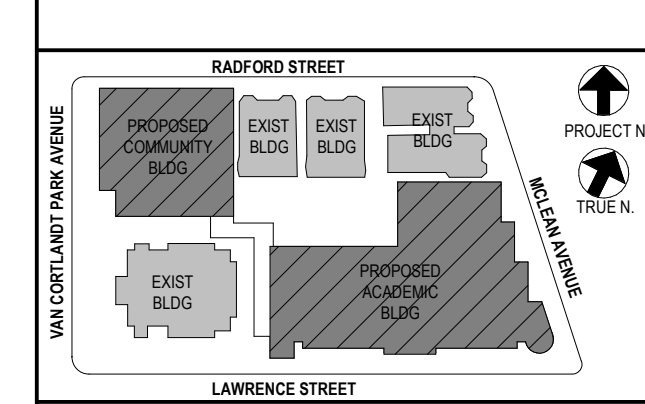 RADFORD STREET
PROJECT N
TRUE N.
VAN CORTLANDT PARK AVENUE
PROPOSED
COMMUNITY
BLDG
EXIST
BLDG
EXIST
BLDG
EXIST
BLDG
MCLEAN AVENUE
EXIST
BLDG
PROPOSED
ACADEMIC
BLDG
LAWRENCE STREET